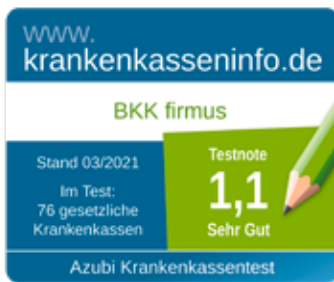 www.
krankenkasseninfo.de
BKK firmus
Stand 03/2021
Im Test:
76 gesetzliche
Krankenkassen
Testnote
1,1
Sehr Gut
Azubi Krankenkassentest